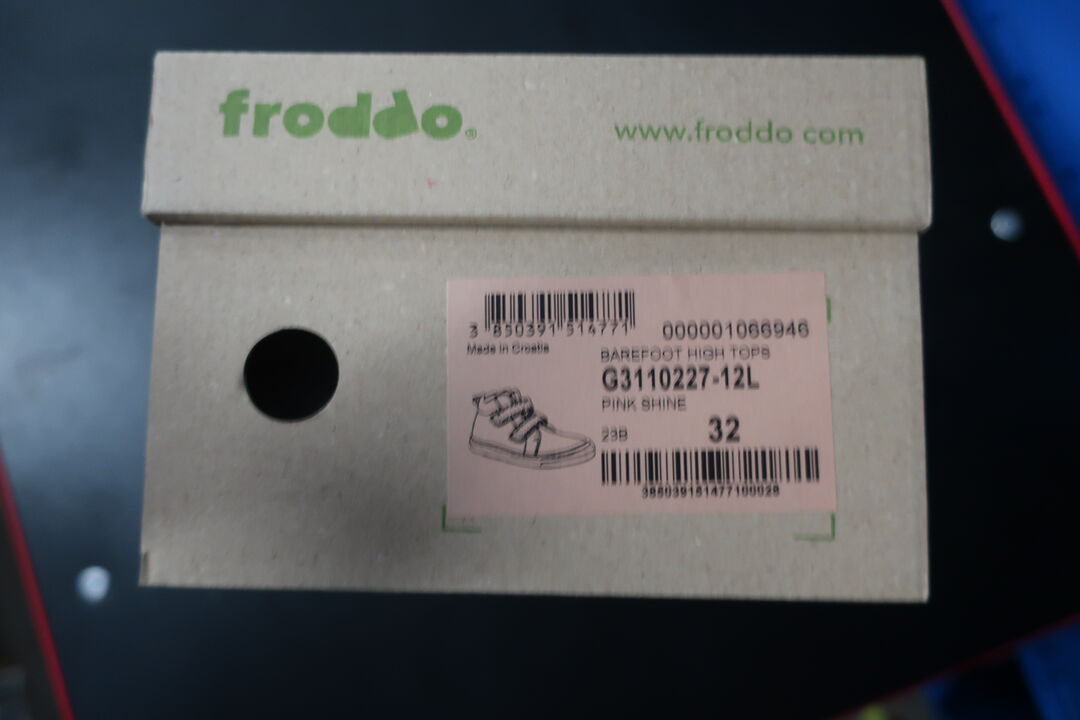 froddo®
www.froddo com
3 850391 514771
000001066946
Made in Croatia
BAREFOOT HIGH TOPS
G3110227-12L
PINK SHINE
23B
32